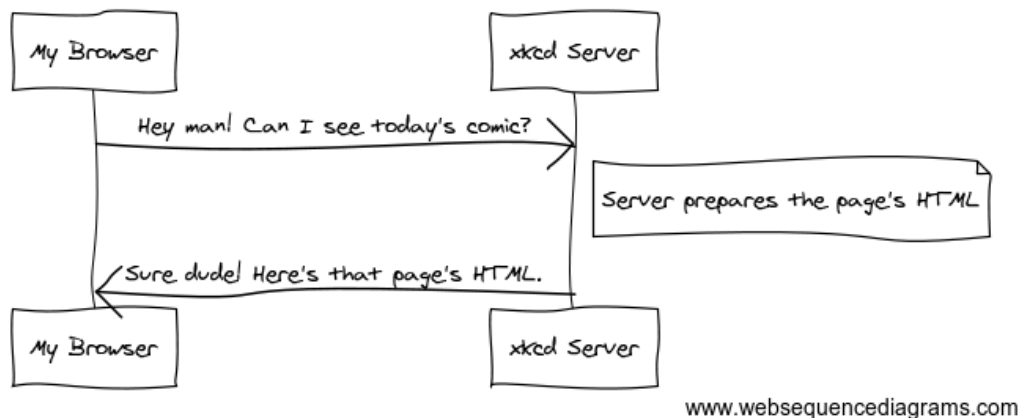 My Browser
xkcd Server
Hey man! Can I see today's comic?
Server prepares the page's HTML
Sure dude! Here's that page's HTML.
My Browser
xkcd Server
www.websequencediagrams.com